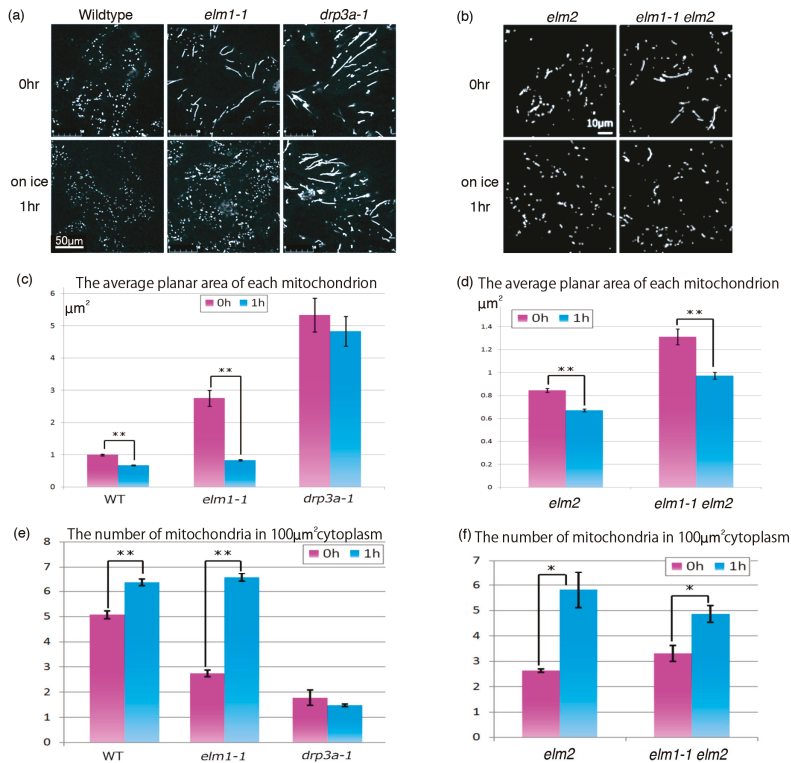 (a)
Wildtype elm1-1 drp3a-1
0hr
on ice
1hr
50μm
(b)
elm2 elm1-1 elm2
0hr
10μm
on ice
1hr
(c) The average planar area of each mitochondrion
μm²
0h 1h
6
5
4
3
2
1
0
**
**
WT elm1-1 drp3a-1
(d) The average planar area of each mitochondrion
μm²
0h 1h
1.4
1.2
1
0.8
0.6
0.4
0.2
0
**
**
elm2 elm1-1 elm2
(e) The number of mitochondria in 100μm²cytoplasm
0h 1h
8
7
6
5
4
3
2
1
0
**
**
WT elm1-1 drp3a-1
(f) The number of mitochondria in 100μm²cytoplasm
0h 1h
7
6
5
4
3
2
1
0
*
*
elm2 elm1-1 elm2